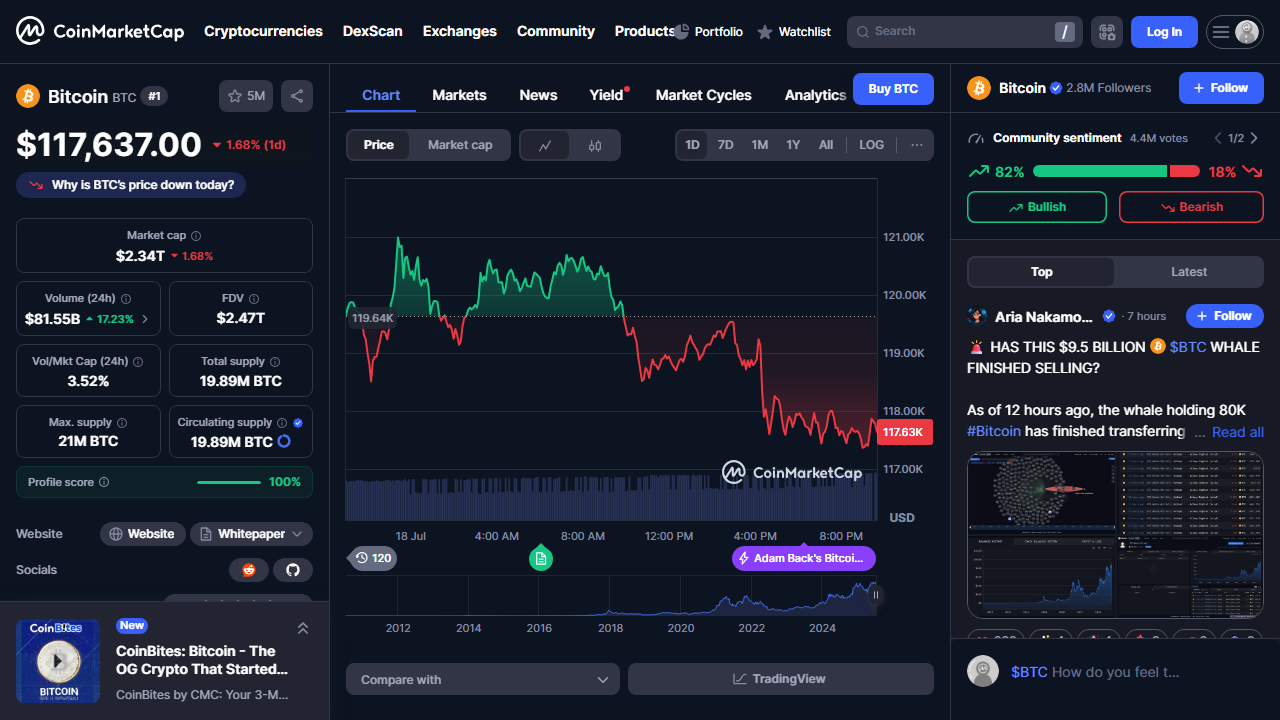 CoinMarketCap
Cryptocurrencies
DexScan
Exchanges
Community
Products
Portfolio
Watchlist
Search
/
Log In
Bitcoin BTC #1
5M
$117,637.00
1.68% (1d)
Why is BTC's price down today?
Market cap
$2.34T 1.68%
Volume (24h)
$81.55B 17.23%
FDV
$2.47T
Vol/Mkt Cap (24h)
3.52%
Total supply
19.89M BTC
Max. supply
21M BTC
Circulating supply
19.89M BTC
Profile score
100%
Website
Website
Whitepaper
Socials
CoinBites
BITCOIN
New
CoinBites: Bitcoin - The
OG Crypto That Started...
CoinBites by CMC: Your 3-M...
Chart
Markets
News
Yield
Market Cycles
Analytics
Buy BTC
Price
Market cap
1D
7D
1M
1Y
All
LOG
121.00K
120.00K
119.64K
119.00K
118.00K
117.63K
117.00K
CoinMarketCap
USD
18 Jul
4:00 AM
8:00 AM
12:00 PM
4:00 PM
8:00 PM
120
Adam Back's Bitcoi...
2012
2014
2016
2018
2020
2022
2024
Compare with
TradingView
Bitcoin 2.8M Followers
Follow
Community sentiment 4.4M votes
1/2
82%
18%
Bullish
Bearish
Top
Latest
Aria Nakamo... · 7 hours
Follow
🚨 HAS THIS $9.5 BILLION $BTC WHALE
FINISHED SELLING?
As of 12 hours ago, the whale holding 80K
#Bitcoin has finished transferring ... Read all
$BTC How do you feel t...